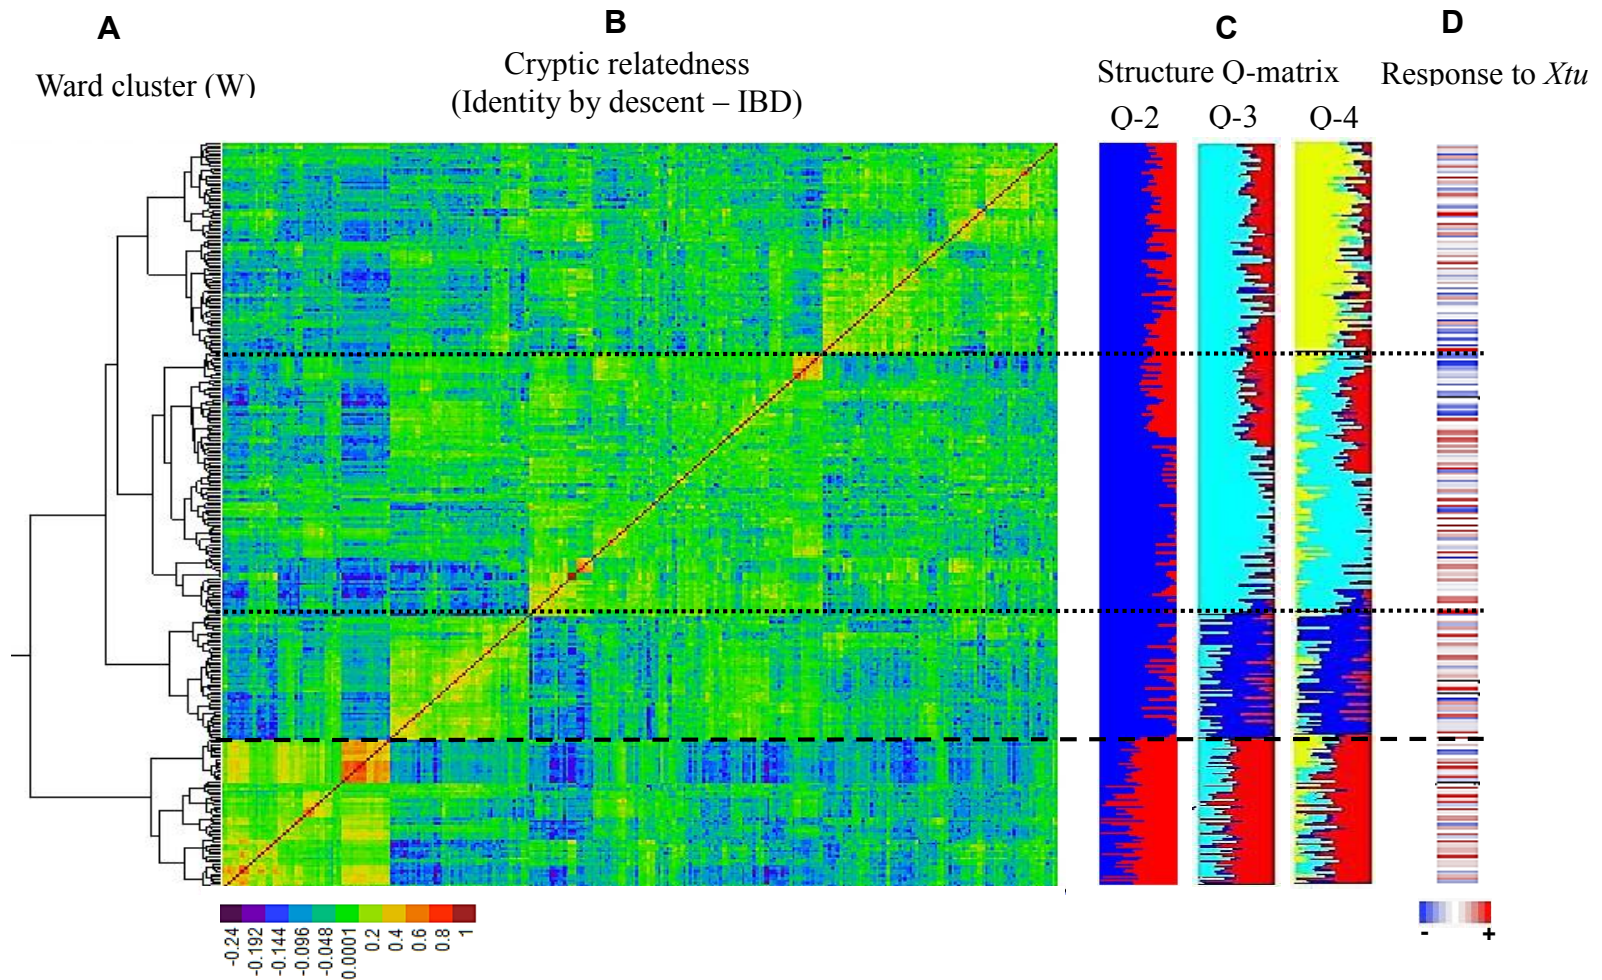 A
B
C
D
Ward cluster (W)
Cryptic relatedness
(Identity by descent – IBD)
Structure Q-matrix
Response to Xtu
Q-2
Q-3
Q-4
-0.24
-0.192
-0.144
-0.096
-0.048
0.0001
0.2
0.4
0.6
0.8
1
- +